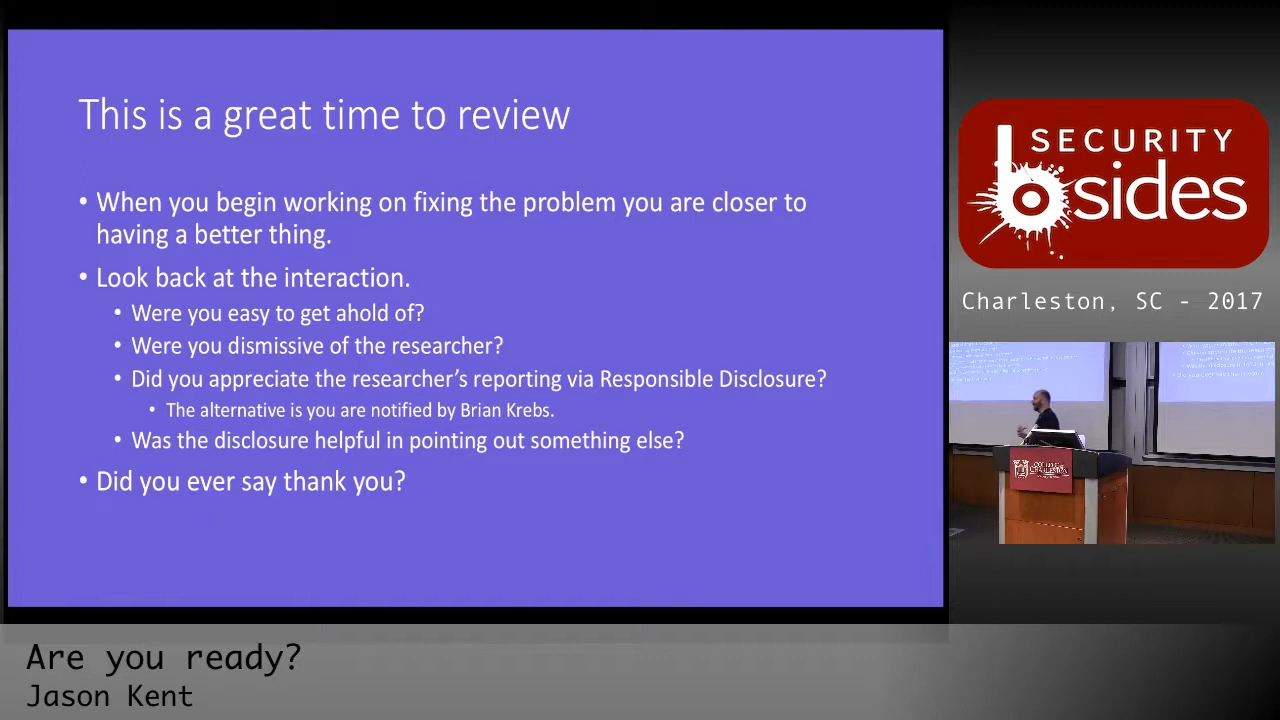 This is a great time to review
• When you begin working on fixing the problem you are closer to
having a better thing.
• Look back at the interaction.
• Were you easy to get ahold of?
• Were you dismissive of the researcher?
• Did you appreciate the researcher's reporting via Responsible Disclosure?
• The alternative is you are notified by Brian Krebs.
• Was the disclosure helpful in pointing out something else?
• Did you ever say thank you?
SECURITY
bsides
Charleston, SC - 2017
Are you ready?
Jason Kent